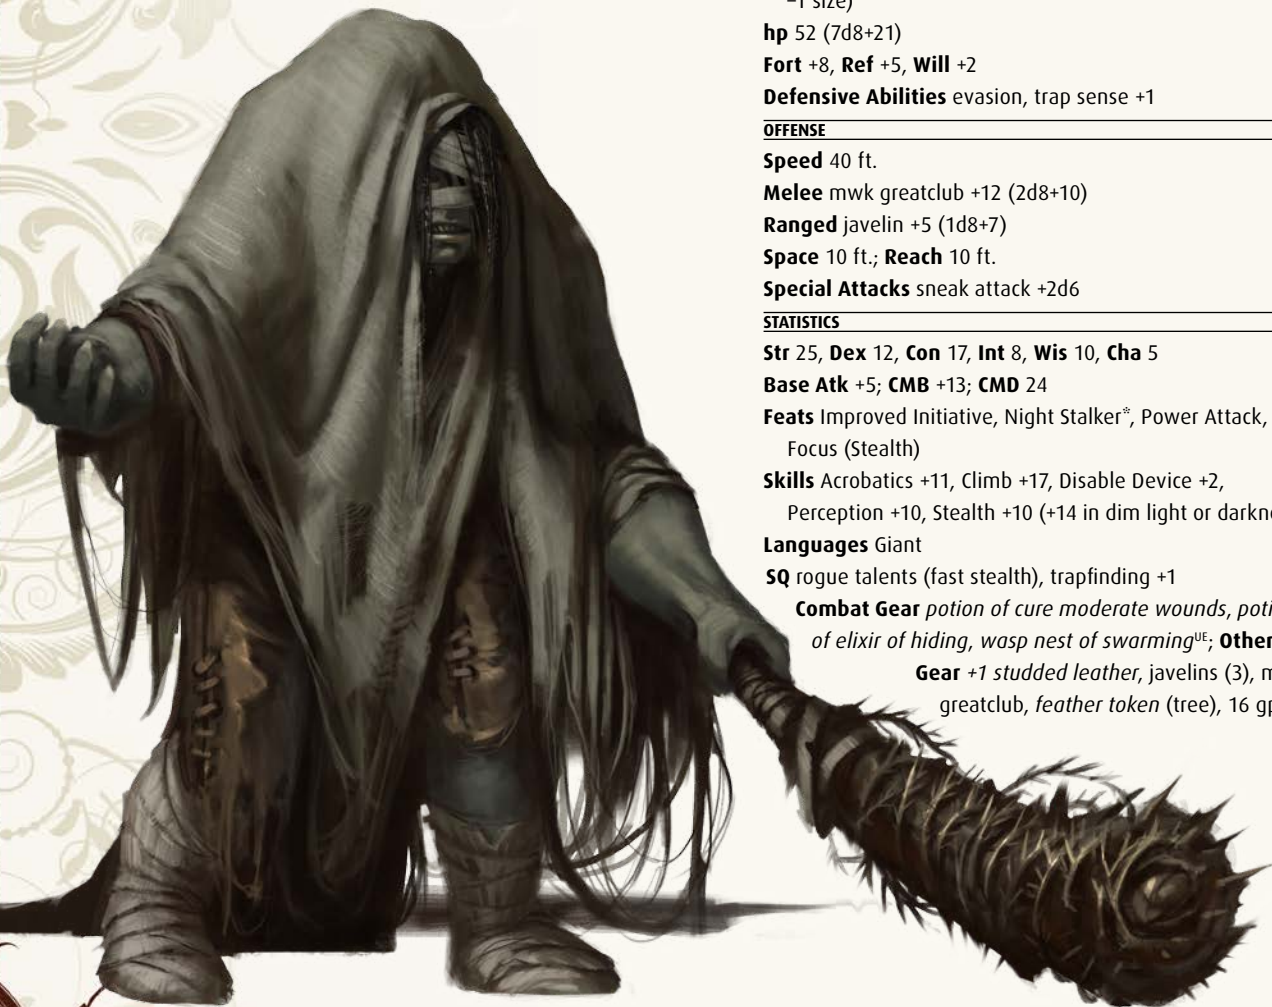 −1 size)
hp 52 (7d8+21)
Fort +8, Ref +5, Will +2
Defensive Abilities evasion, trap sense +1
OFFENSE
Speed 40 ft.
Melee mwk greatclub +12 (2d8+10)
Ranged javelin +5 (1d8+7)
Space 10 ft.; Reach 10 ft.
Special Attacks sneak attack +2d6
STATISTICS
Str 25, Dex 12, Con 17, Int 8, Wis 10, Cha 5
Base Atk +5; CMB +13; CMD 24
Feats Improved Initiative, Night Stalker*, Power Attack,
Focus (Stealth)
Skills Acrobatics +11, Climb +17, Disable Device +2,
Perception +10, Stealth +10 (+14 in dim light or
Languages Giant
SQ rogue talents (fast stealth), trapfinding +1
Combat Gear potion of cure moderate wounds,
of elixir of hiding, wasp nest of swarmingUE; Other
Gear +1 studded leather, javelins (3),
greatclub, feather token (tree), 16